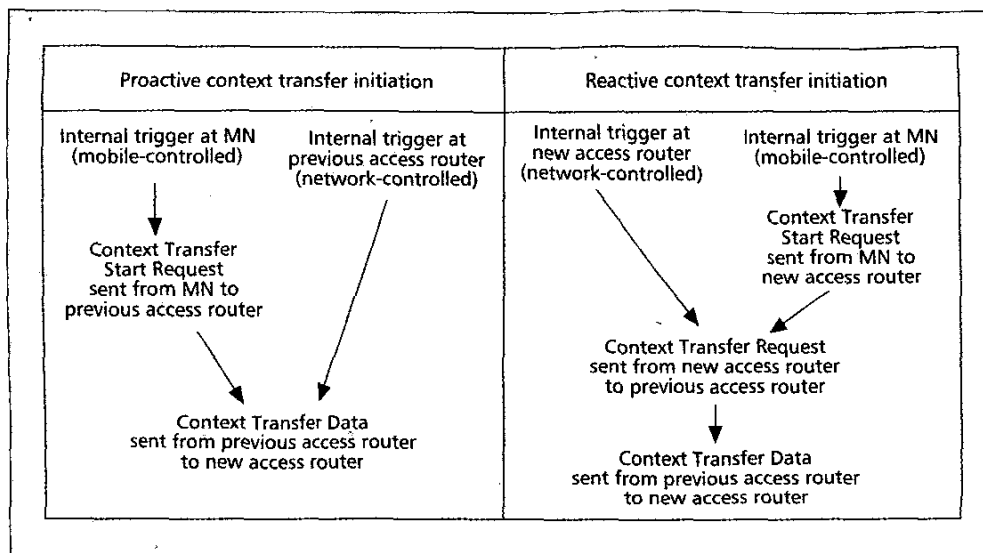 Proactive context transfer initiation
Reactive context transfer initiation
Internal trigger at MN
(mobile-controlled)
Internal trigger at
previous access router
(network-controlled)
Context Transfer
Start Request
sent from MN to
previous access router
Context Transfer Data
sent from previous access router
to new access router
Internal trigger at
new access router
(network-controlled)
Internal trigger at MN
(mobile-controlled)
Context Transfer
Start Request
sent from MN to
new access router
Context Transfer Request
sent from new access router
to previous access router
Context Transfer Data
sent from previous access router
to new access router